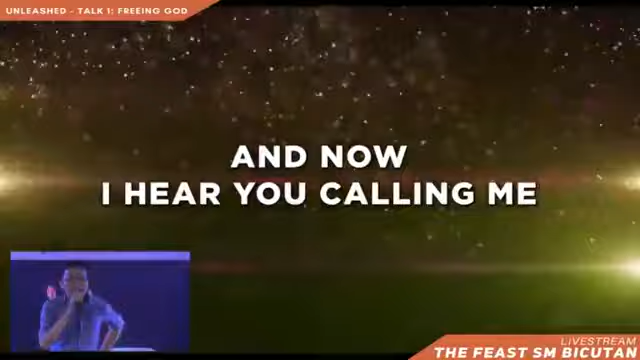 UNLEASHED - TALK 1: FREEING GOD
AND NOW
I HEAR YOU CALLING ME
LIVESTREAM
THE FEAST SM BICUTAN